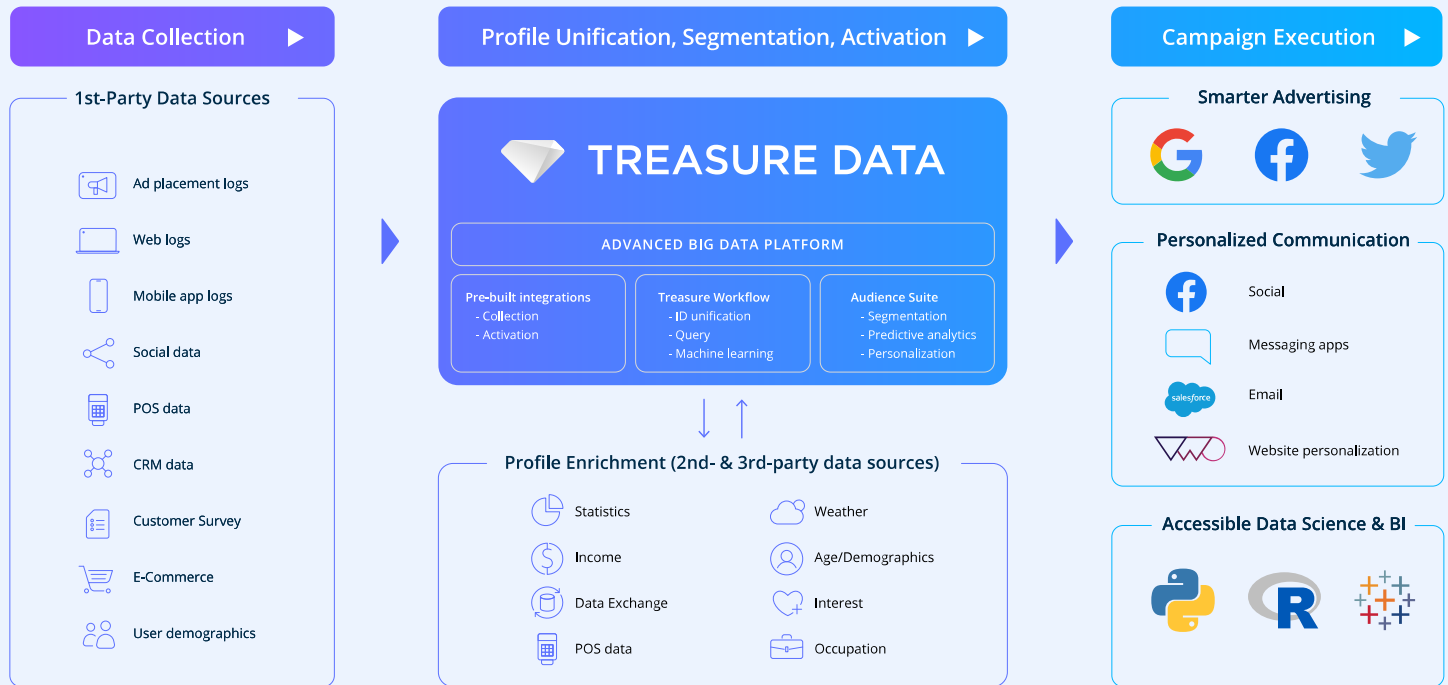 Data Collection
Profile Unification, Segmentation, Activation
Campaign Execution
1st-Party Data Sources
Ad placement logs
Web logs
Mobile app logs
Social data
POS data
CRM data
Customer Survey
E-Commerce
User demographics
TREASURE DATA
ADVANCED BIG DATA PLATFORM
Pre-built integrations
- Collection
- Activation
Treasure Workflow
- ID unification
- Query
- Machine learning
Audience Suite
- Segmentation
- Predictive analytics
- Personalization
Profile Enrichment (2nd- & 3rd-party data sources)
Statistics
Income
Data Exchange
POS data
Weather
Age/Demographics
Interest
Occupation
Smarter Advertising
Personalized Communication
Social
Messaging apps
salesforce
Email
VWO
Website personalization
Accessible Data Science & BI
R